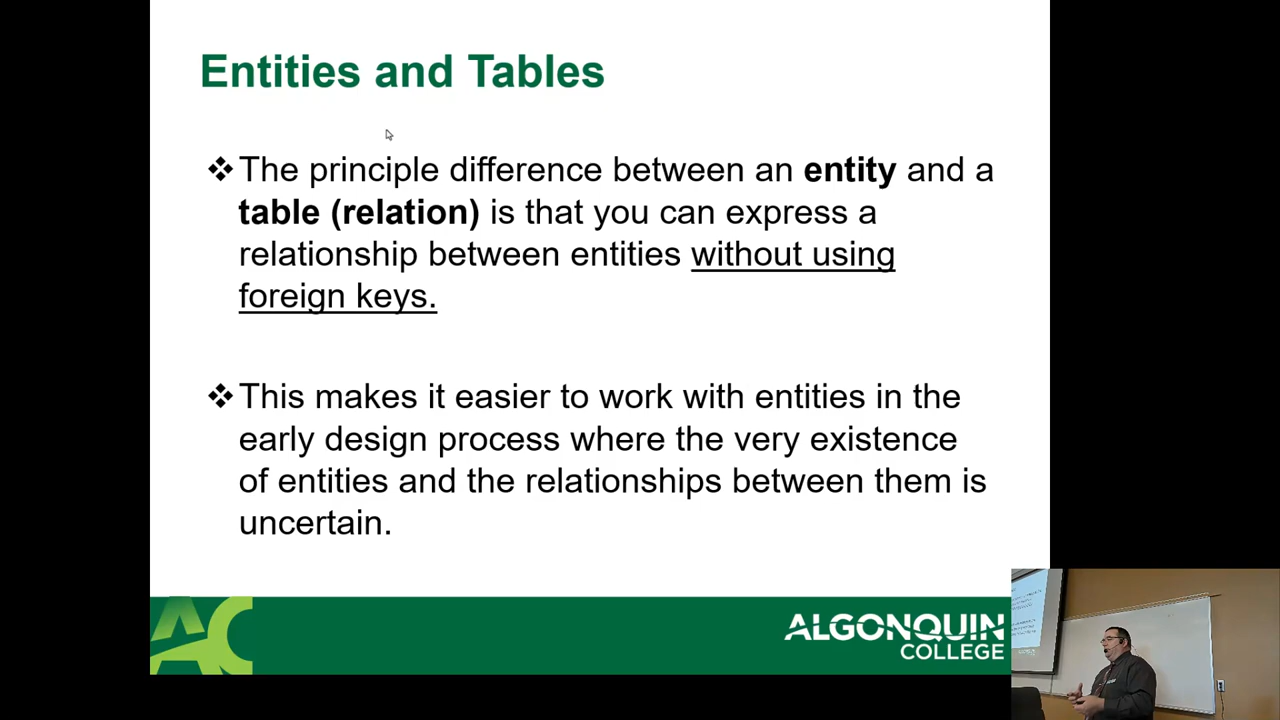 Entities and Tables
❖The principle difference between an entity and a
table (relation) is that you can express a
relationship between entities without using
foreign keys.
❖This makes it easier to work with entities in the
early design process where the very existence
of entities and the relationships between them is
uncertain.
AC
ALGONQUIN
COLLEGE